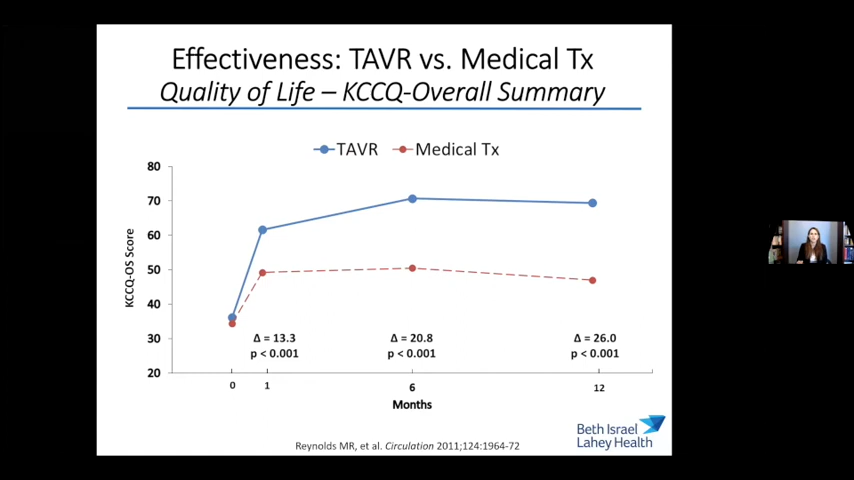 Effectiveness: TAVR vs. Medical Tx
Quality of Life – KCCQ-Overall Summary
TAVR Medical Tx
80
70
60
50
40
30
20
KCCQ-OS Score
Δ = 13.3
p < 0.001
Δ = 20.8
p < 0.001
Δ = 26.0
p < 0.001
0 1 6 12
Months
Reynolds MR, et al. Circulation 2011;124:1964-72
Beth Israel
Lahey Health